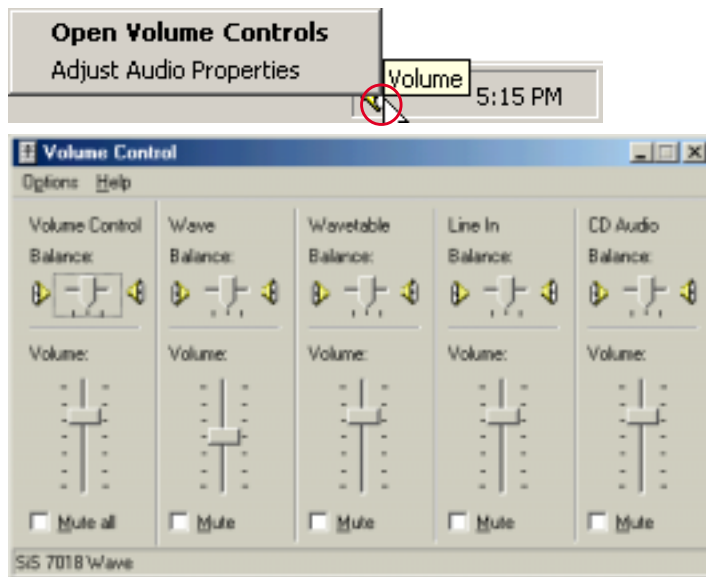 Open Volume Controls
Adjust Audio Properties
Volume
5:15 PM
Volume Control
Options Help
Volume Control Wave Wavetable Line In CD Audio
Balance: Balance: Balance: Balance: Balance:
Volume: Volume: Volume: Volume: Volume:
Mute all Mute Mute Mute Mute
SiS 7018 Wave